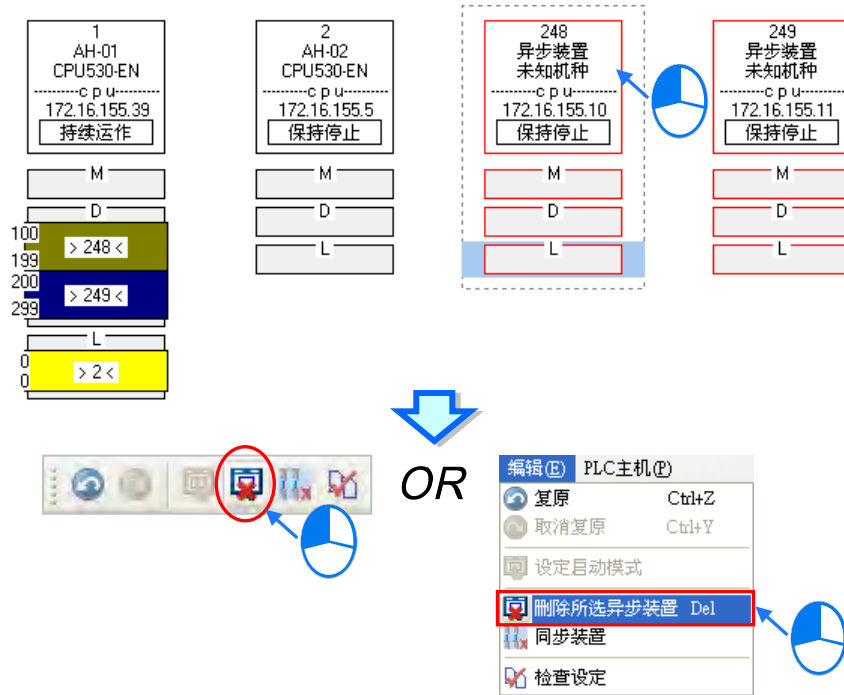 1
AH-01
CPU530-EN
--------c p u-------
172.16.155.39
持续运作
M
D
100
> 248 <
199
200
> 249 <
299
L
0
> 2 <
0
2
AH-02
CPU530-EN
--------c p u-------
172.16.155.5
保持停止
M
D
L
248
异步装置
未知机种
--------c p u-------
172.16.155.10
保持停止
M
D
L
249
异步装置
未知机种
--------c p u-------
172.16.155.11
保持停止
M
D
L
OR
编辑(E) PLC主机(P)
复原 Ctrl+Z
取消复原 Ctrl+Y
设定启动模式
删除所选异步装置 Del
同步装置
检查设定